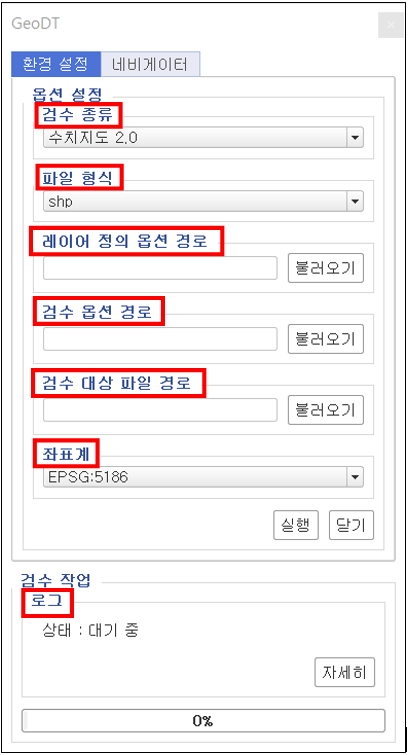 GeoDT
환경 설정 네비게이터
옵션 설정
검수 종류
수치지도 2.0
파일 형식
shp
레이어 정의 옵션 경로
불러오기
검수 옵션 경로
불러오기
검수 대상 파일 경로
불러오기
좌표계
EPSG:5186
실행 닫기
검수 작업
로그
상태 : 대기 중
자세히
0%